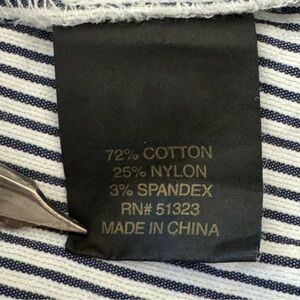 72% COTTON
25% NYLON
3% SPANDEX
RN# 51323
MADE IN CHINA